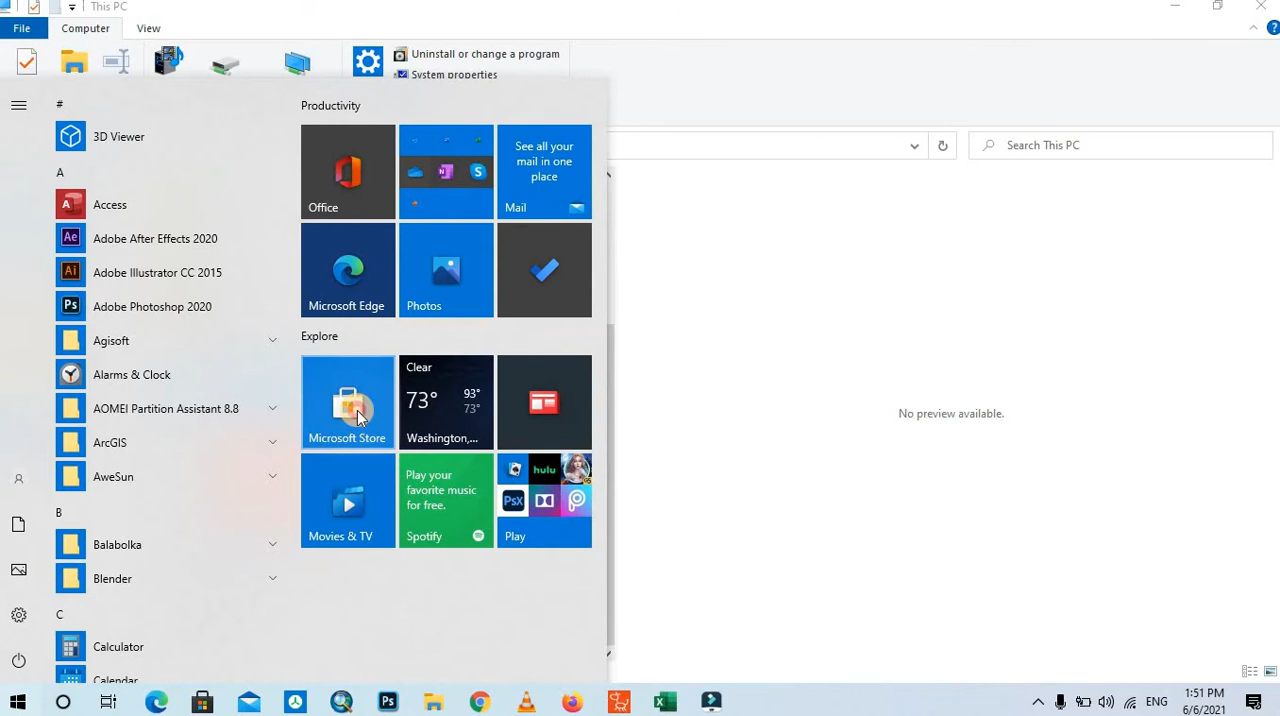 This PC
File
Computer
View
Uninstall or change a program
System properties
Search This PC
#
3D Viewer
A
Access
Adobe After Effects 2020
Adobe Illustrator CC 2015
Adobe Photoshop 2020
Agisoft
Alarms & Clock
AOMEI Partition Assistant 8.8
ArcGIS
AweSun
B
Balabolka
Blender
C
Calculator
Calendar
Productivity
Office
See all your
mail in one
place
Mail
Microsoft Edge
Photos
Explore
Microsoft Store
Clear
73°
93°
73°
Washington,...
Movies & TV
Play your
favorite music
for free.
Spotify
hulu
PsX
Play
No preview available.
ENG
1:51 PM
6/6/2021